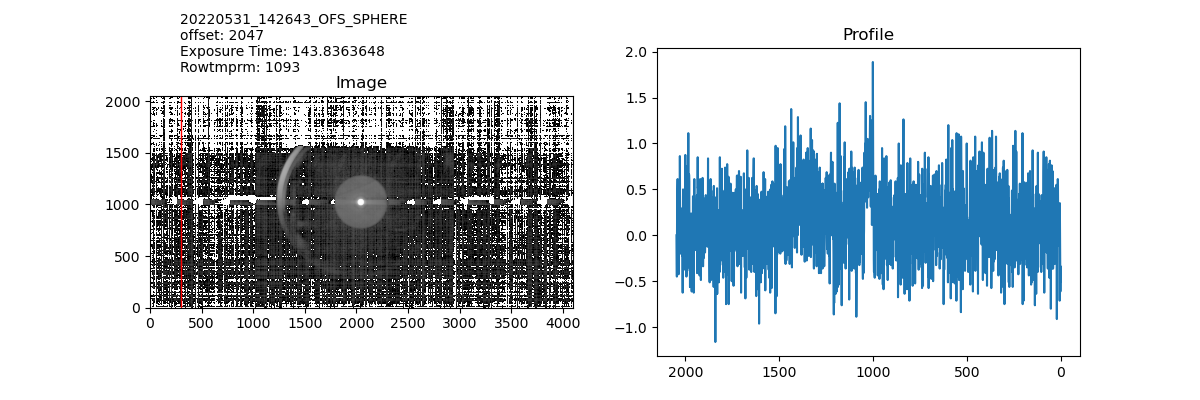 20220531_142643_OFS_SPHERE
offset: 2047
Exposure Time: 143.8363648
Rowtmprm: 1093
Image
2000
1500
1000
500
0
0 500 1000 1500 2000 2500 3000 3500 4000
Profile
2.0
1.5
1.0
0.5
0.0
−0.5
−1.0
2000 1500 1000 500 0